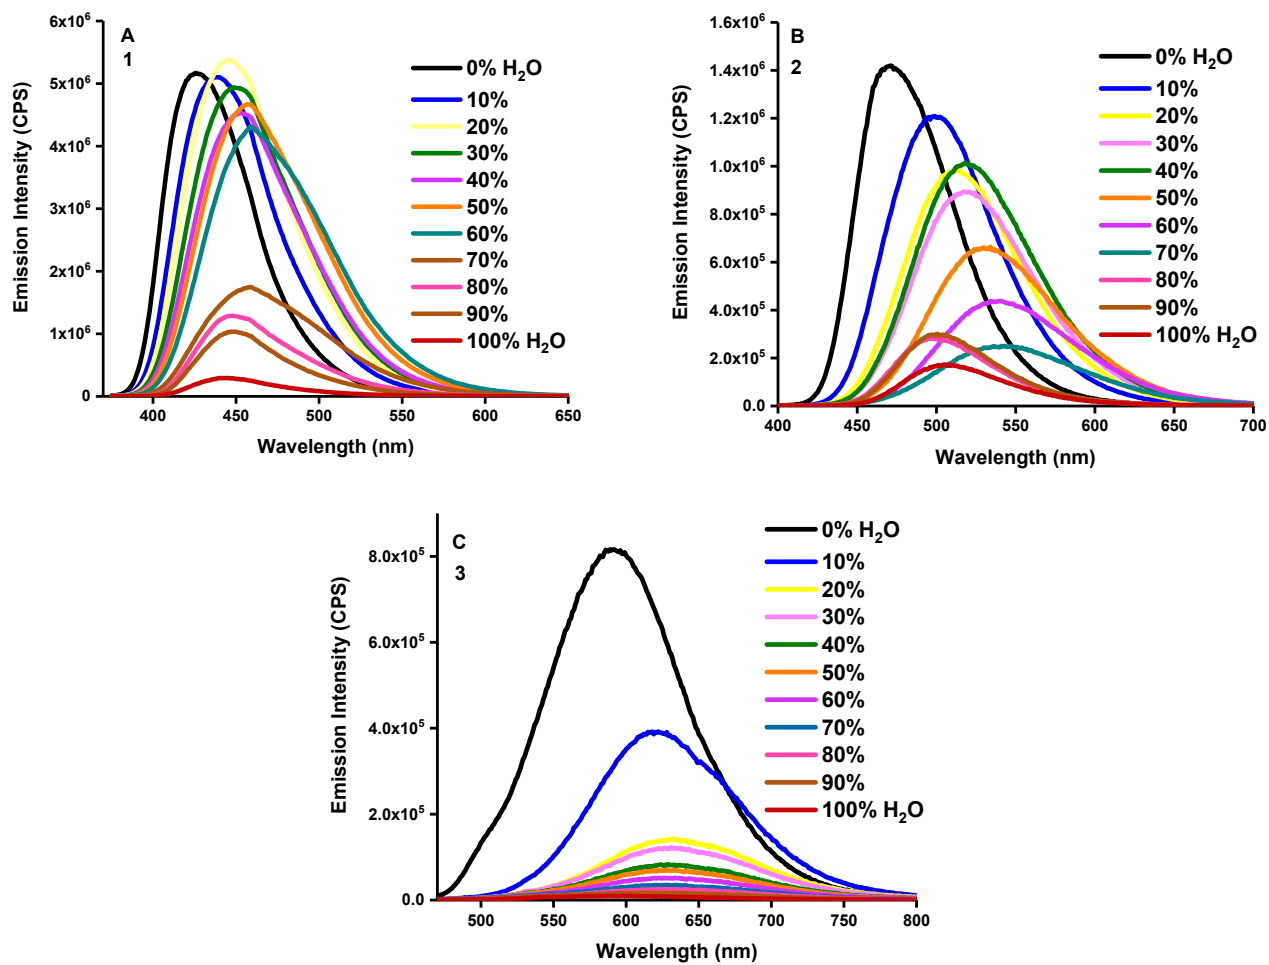 A
1
0% H₂O
10%
20%
30%
40%
50%
60%
70%
80%
90%
100% H₂O
6x10⁶
5x10⁶
4x10⁶
3x10⁶
2x10⁶
1x10⁶
0
400 450 500 550 600 650
Wavelength (nm)
Emission Intensity (CPS)
B
2
0% H₂O
10%
20%
30%
40%
50%
60%
70%
80%
90%
100% H₂O
1.6x10⁶
1.4x10⁶
1.2x10⁶
1.0x10⁶
8.0x10⁵
6.0x10⁵
4.0x10⁵
2.0x10⁵
0.0
400 450 500 550 600 650 700
Wavelength (nm)
Emission Intensity (CPS)
C
3
0% H₂O
10%
20%
30%
40%
50%
60%
70%
80%
90%
100% H₂O
8.0x10⁵
6.0x10⁵
4.0x10⁵
2.0x10⁵
0.0
500 550 600 650 700 750 800
Wavelength (nm)
Emission Intensity (CPS)